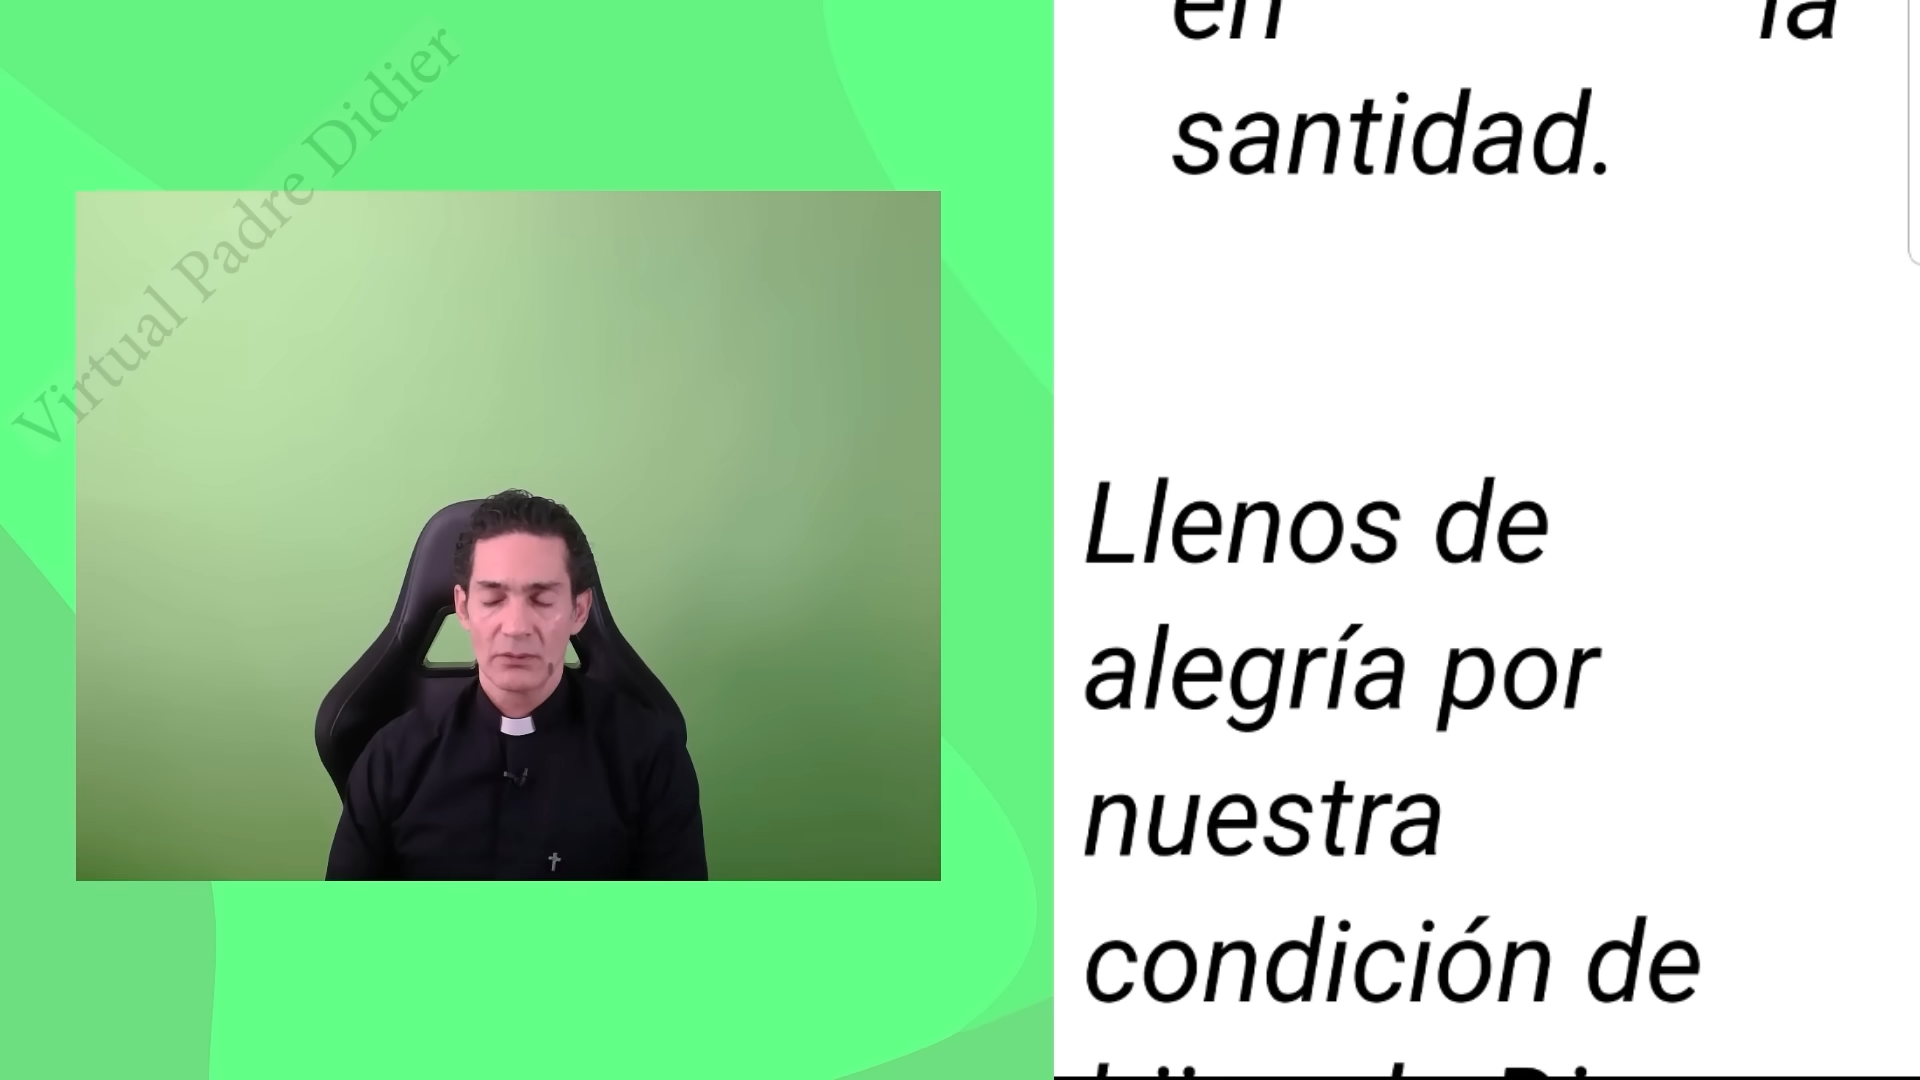 Virtual Padre Didier
en la
santidad.
Llenos de
alegría por
nuestra
condición de